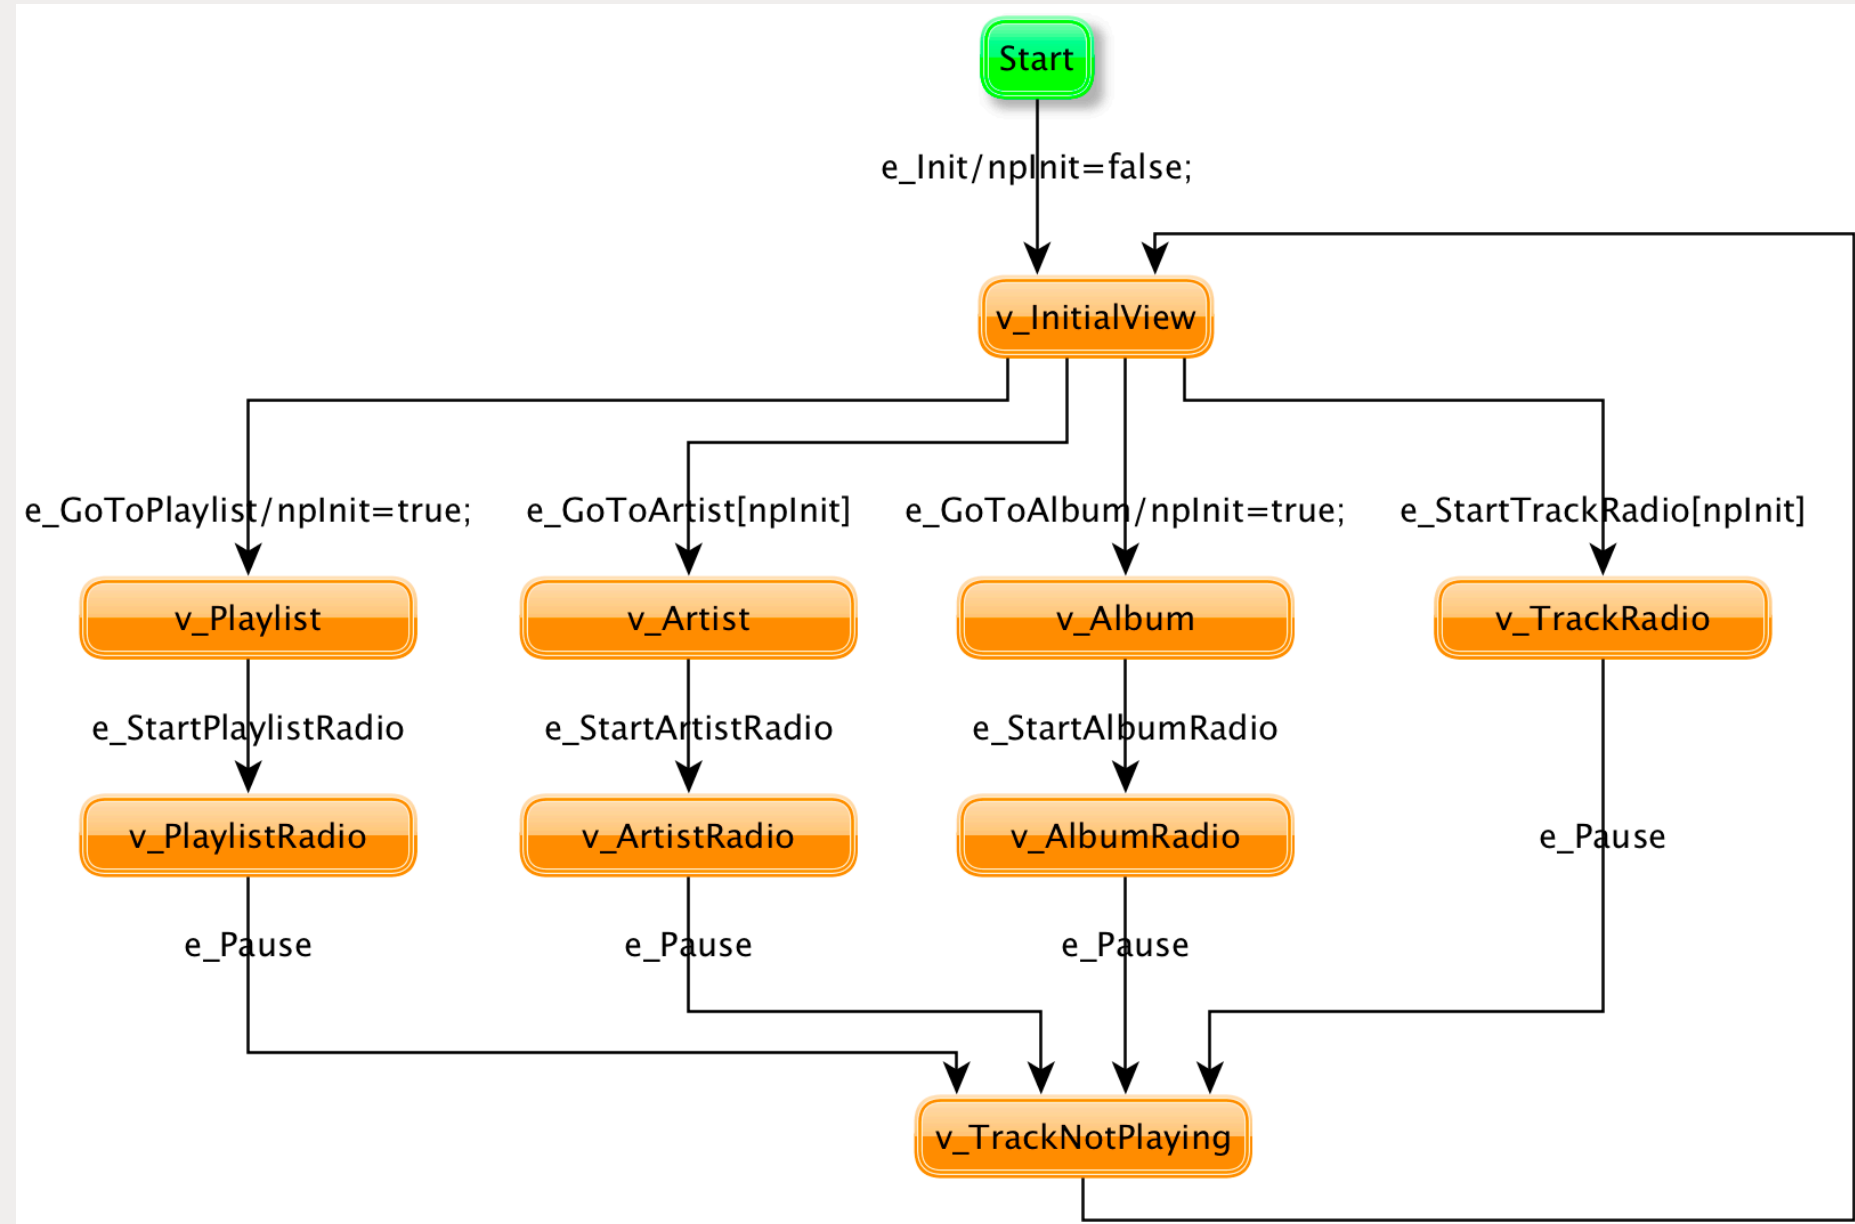 Start
e_Init/npInit=false;
v_InitialView
e_GoToPlaylist/npInit=true;
e_GoToArtist[npInit]
e_GoToAlbum/npInit=true;
e_StartTrackRadio[npInit]
v_Playlist
v_Artist
v_Album
v_TrackRadio
e_StartPlaylistRadio
e_StartArtistRadio
e_StartAlbumRadio
v_PlaylistRadio
v_ArtistRadio
v_AlbumRadio
e_Pause
e_Pause
e_Pause
e_Pause
v_TrackNotPlaying